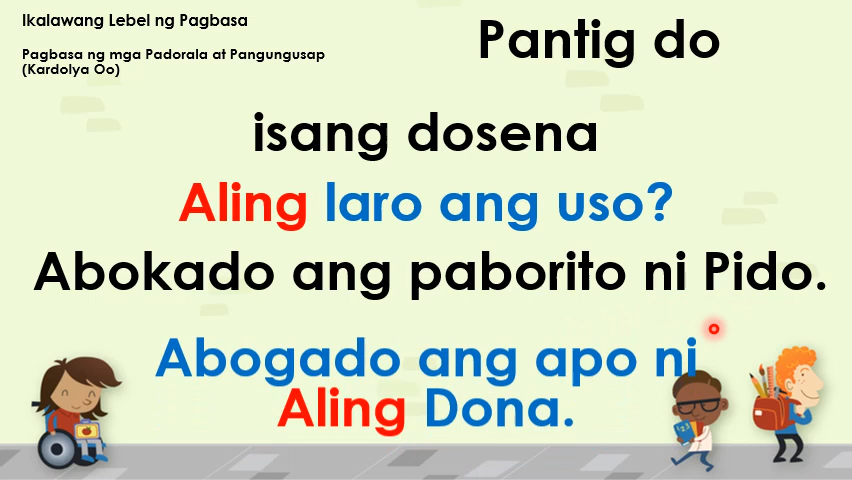 Ikalawang Lebel ng Pagbasa
Pagbasa ng mga Padorala at Pangungusap
(Kardolya Oo)
Pantig do
isang dosena
Aling laro ang uso?
Abokado ang paborito ni Pido.
Abogado ang apo ni
Aling Dona.